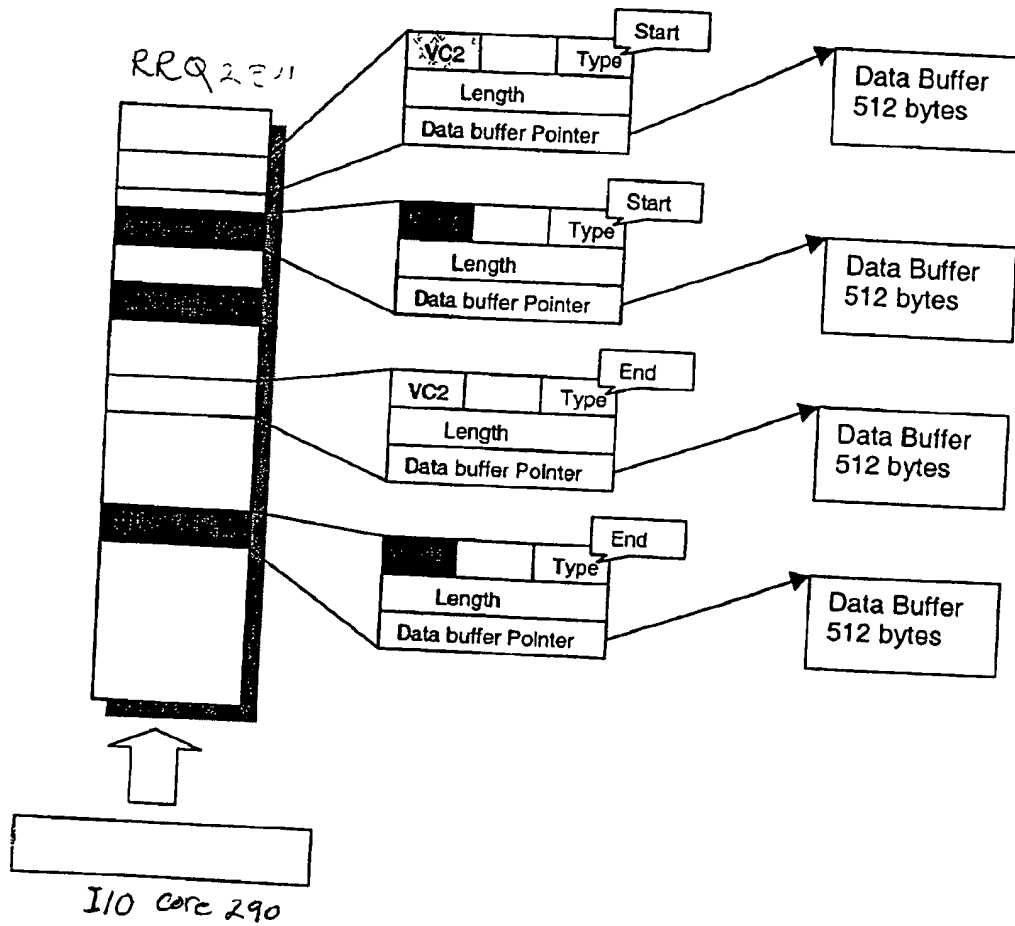 RRQ
Start
VC2
Type
Length
Data buffer Pointer
Data Buffer
512 bytes
Start
Type
Length
Data buffer Pointer
Data Buffer
512 bytes
End
VC2
Type
Length
Data buffer Pointer
Data Buffer
512 bytes
End
Type
Length
Data buffer Pointer
Data Buffer
512 bytes
I/O core 290